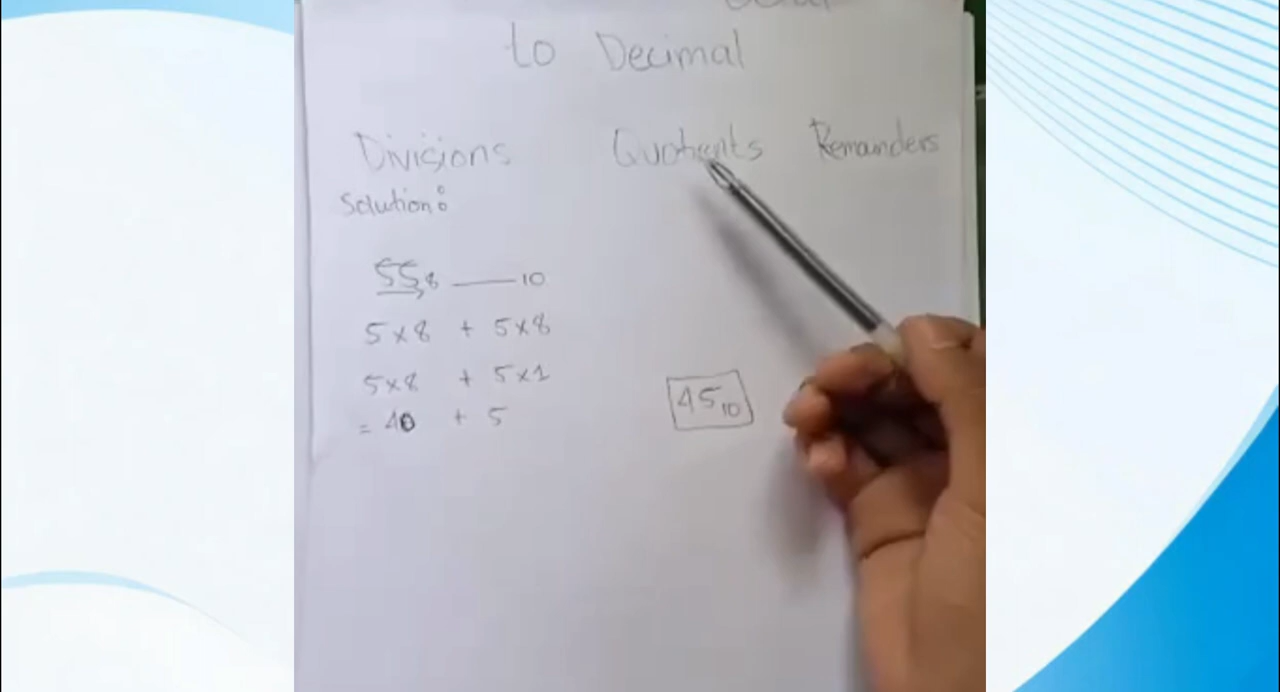 to Decimal
Divisions Quotients Remainders
Solution:
55₈ —— 10
5×8 + 5×8
5×8 + 5×1
= 40 + 5
45₁₀